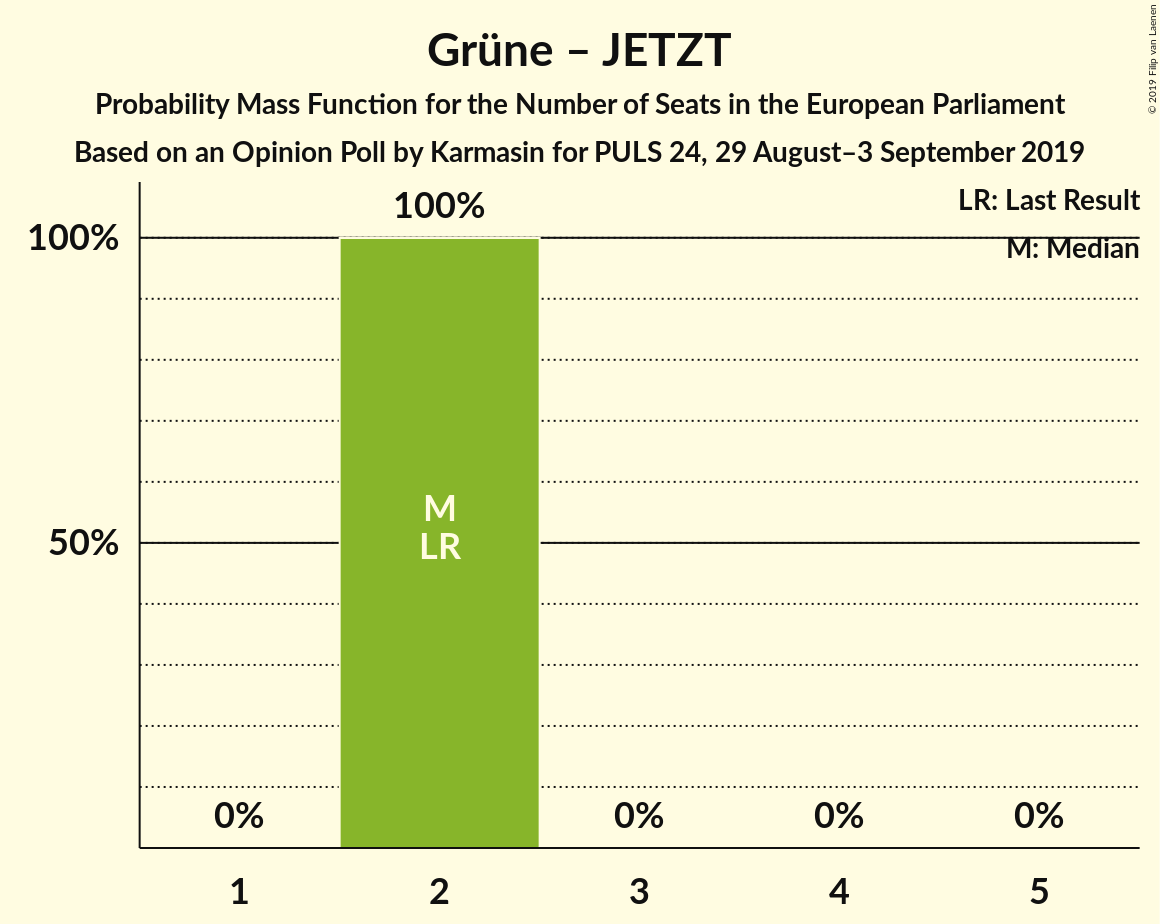 Grüne – JETZT
Probability Mass Function for the Number of Seats in the European Parliament
Based on an Opinion Poll by Karmasin for PULS 24, 29 August–3 September 2019
© 2019 Filip van Laenen
LR: Last Result
M: Median
100%
100%
50%
M
LR
0%
0%
0%
0%
1
2
3
4
5